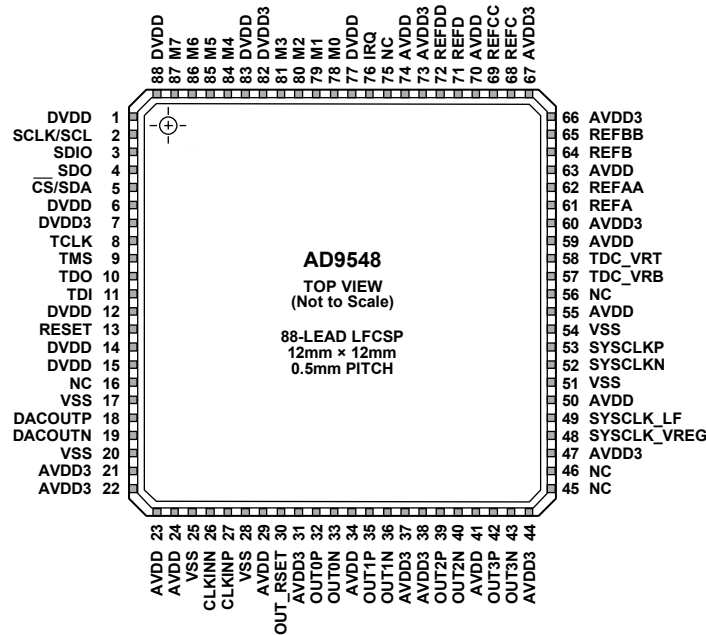 88 DVDD
87 M7
86 M6
85 M5
84 M4
83 DVDD
82 DVDD3
81 M3
80 M2
79 M1
78 M0
77 DVDD
76 IRQ
75 NC
74 AVDD
73 AVDD3
72 REFDD
71 REFD
70 AVDD
69 REFCC
68 REFC
67 AVDD3
DVDD 1
SCLK/SCL 2
SDIO 3
SDO 4
CS/SDA 5
DVDD 6
DVDD3 7
TCLK 8
TMS 9
TDO 10
TDI 11
DVDD 12
RESET 13
DVDD 14
DVDD 15
NC 16
VSS 17
DACOUTP 18
DACOUTN 19
VSS 20
AVDD3 21
AVDD3 22
AD9548
TOP VIEW
(Not to Scale)
88-LEAD LFCSP
12mm × 12mm
0.5mm PITCH
66 AVDD3
65 REFBB
64 REFB
63 AVDD
62 REFAA
61 REFA
60 AVDD3
59 AVDD
58 TDC_VRT
57 TDC_VRB
56 NC
55 AVDD
54 VSS
53 SYSCLKP
52 SYSCLKN
51 VSS
50 AVDD
49 SYSCLK_LF
48 SYSCLK_VREG
47 AVDD3
46 NC
45 NC
AVDD 23
AVDD 24
VSS 25
CLKINN 26
CLKINP 27
VSS 28
AVDD 29
OUT_RSET 30
AVDD3 31
OUT0P 32
OUT0N 33
AVDD 34
OUT1P 35
OUT1N 36
AVDD3 37
AVDD3 38
OUT2P 39
OUT2N 40
AVDD 41
OUT3P 42
OUT3N 43
AVDD3 44